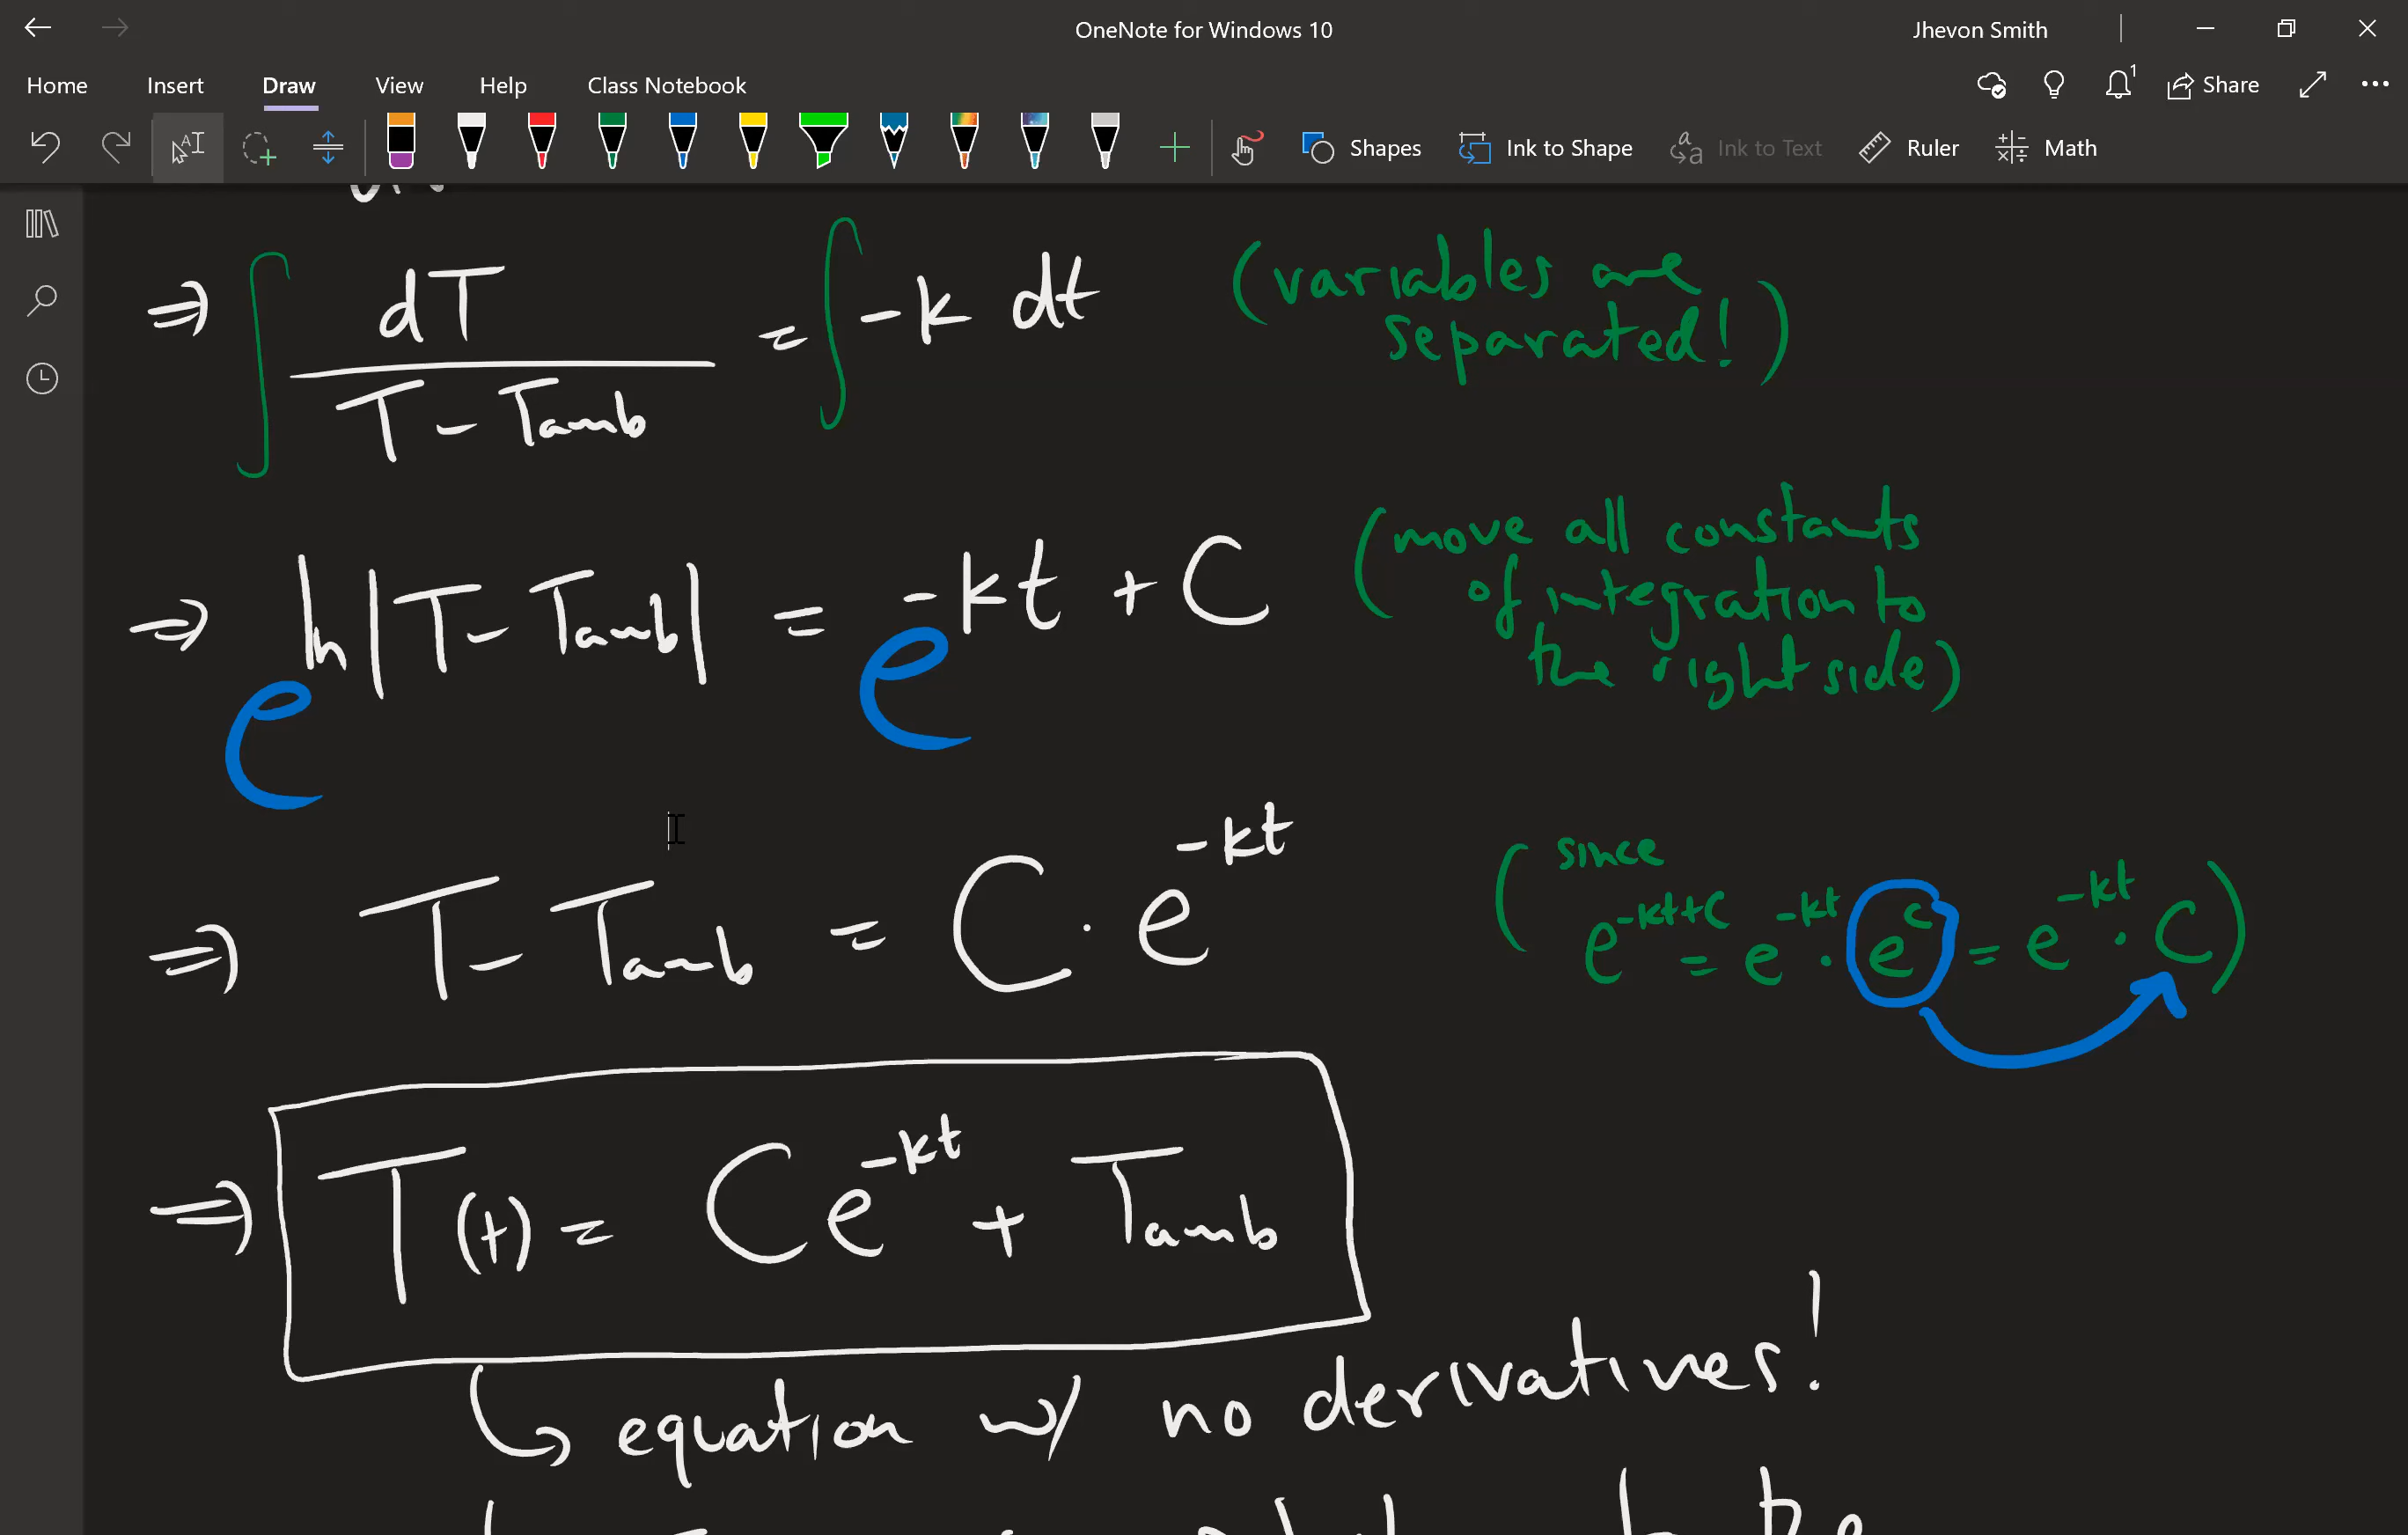 OneNote for Windows 10
Jhevon Smith
Home Insert Draw View Help Class Notebook
1 Share
Shapes Ink to Shape Ink to Text Ruler Math
⇒ ∫ dT / (T - Tamb) = ∫ -k dt
(variables are
separated!)
⇒ e^ln|T - Tamb| = e^-kt + C
(move all constants
of integration to
the right side)
⇒ T - Tamb = C · e^-kt
(since
e^-kt+C = e^-kt · e^C = e^-kt · C)
⇒ T(t) = Ce^-kt + Tamb
↳ equation w/ no derivatives!